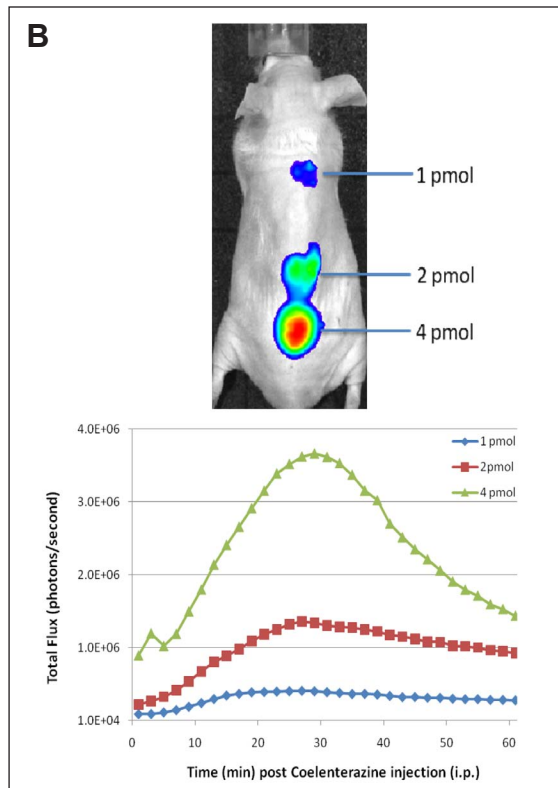 B
1 pmol
2 pmol
4 pmol
4.0E+06
3.0E+06
2.0E+06
1.0E+06
1.0E+04
Total Flux (photons/second)
1 pmol
2pmol
4 pmol
0 10 20 30 40 50 60
Time (min) post Coelenterazine injection (i.p.)